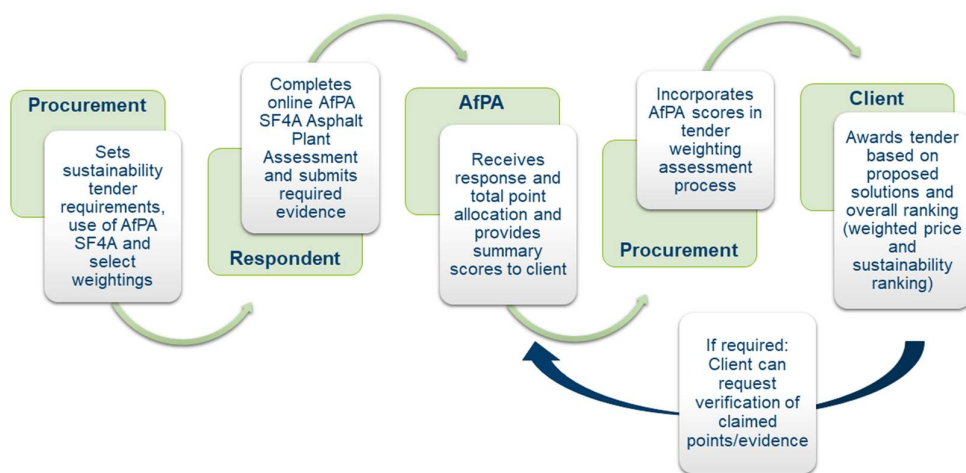 Procurement
Sets
sustainability
tender
requirements,
use of AfPA
SF4A and
select
weightings
Completes
online AfPA
SF4A Asphalt
Plant
Assessment
and submits
required
evidence
Respondent
AfPA
Receives
response and
total point
allocation and
provides
summary
scores to client
Incorporates
AfPA scores in
tender
weighting
assessment
process
Procurement
Client
Awards tender
based on
proposed
solutions and
overall ranking
(weighted price
and
sustainability
ranking)
If required:
Client can
request
verification of
claimed
points/evidence